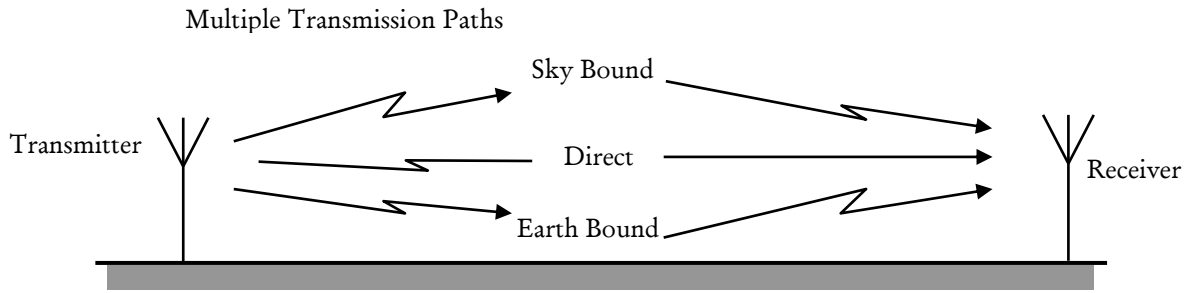 Multiple Transmission Paths
Sky Bound
Transmitter
Direct
Receiver
Earth Bound